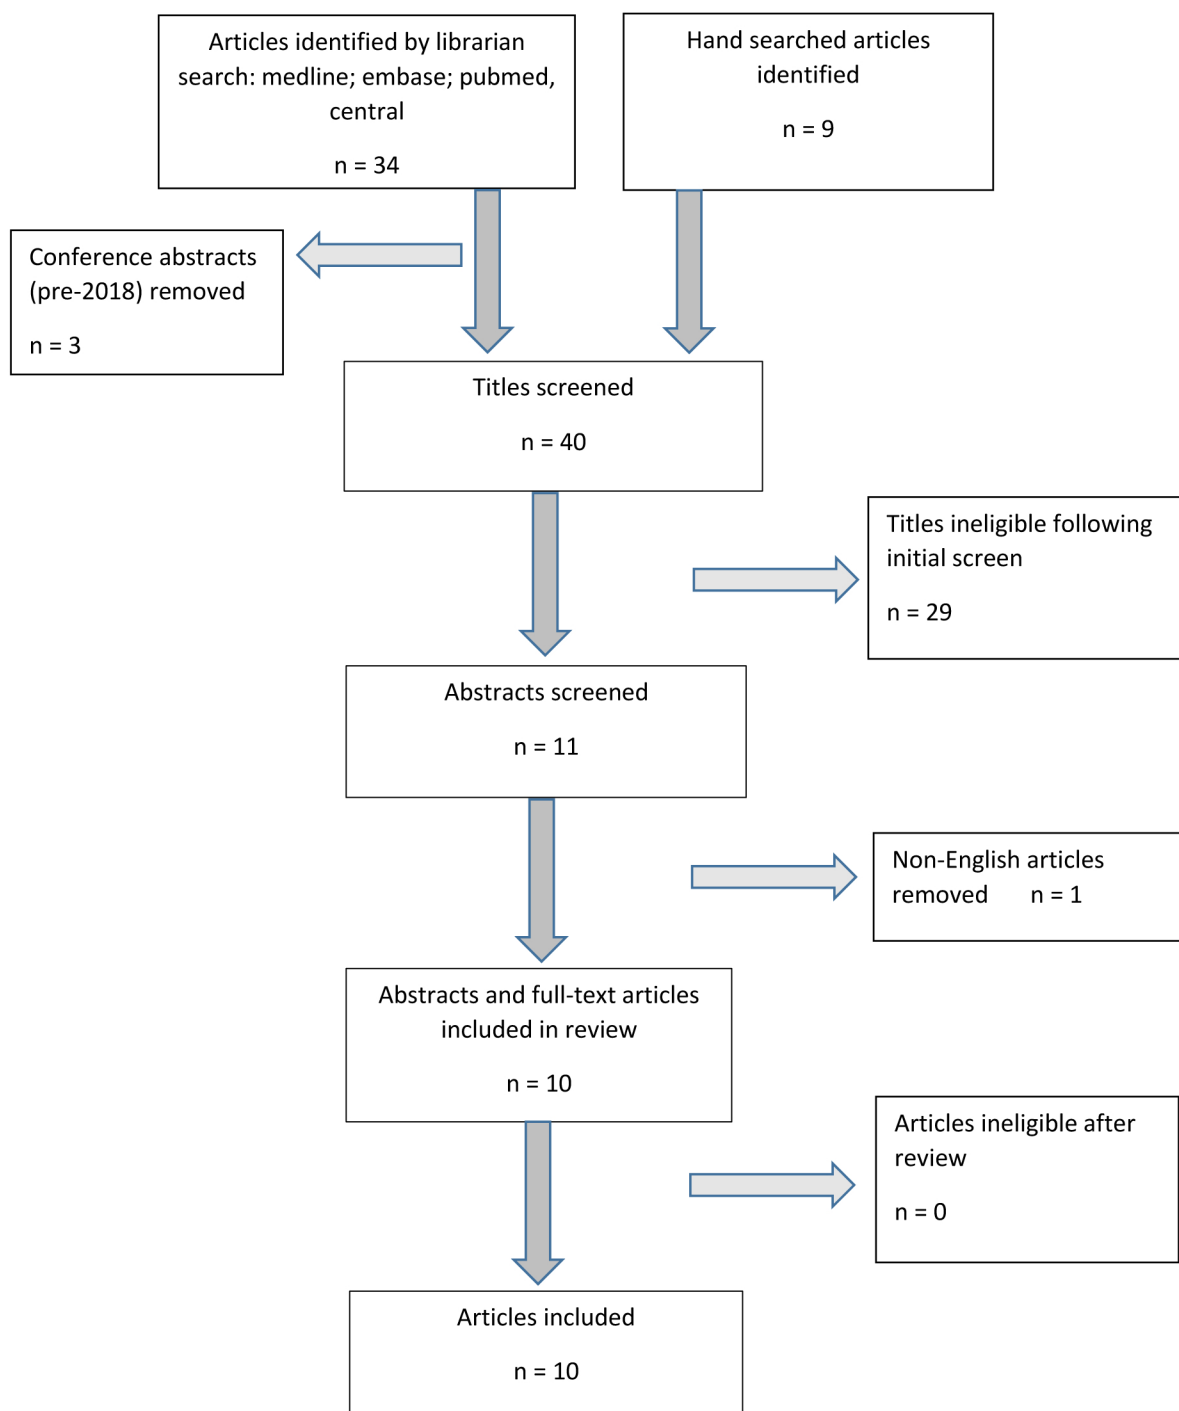 Articles identified by librarian
search: medline; embase; pubmed,
central
n = 34
Hand searched articles
identified
n = 9
Conference abstracts
(pre-2018) removed
n = 3
Titles screened
n = 40
Titles ineligible following
initial screen
n = 29
Abstracts screened
n = 11
Non-English articles
removed n = 1
Abstracts and full-text articles
included in review
n = 10
Articles ineligible after
review
n = 0
Articles included
n = 10